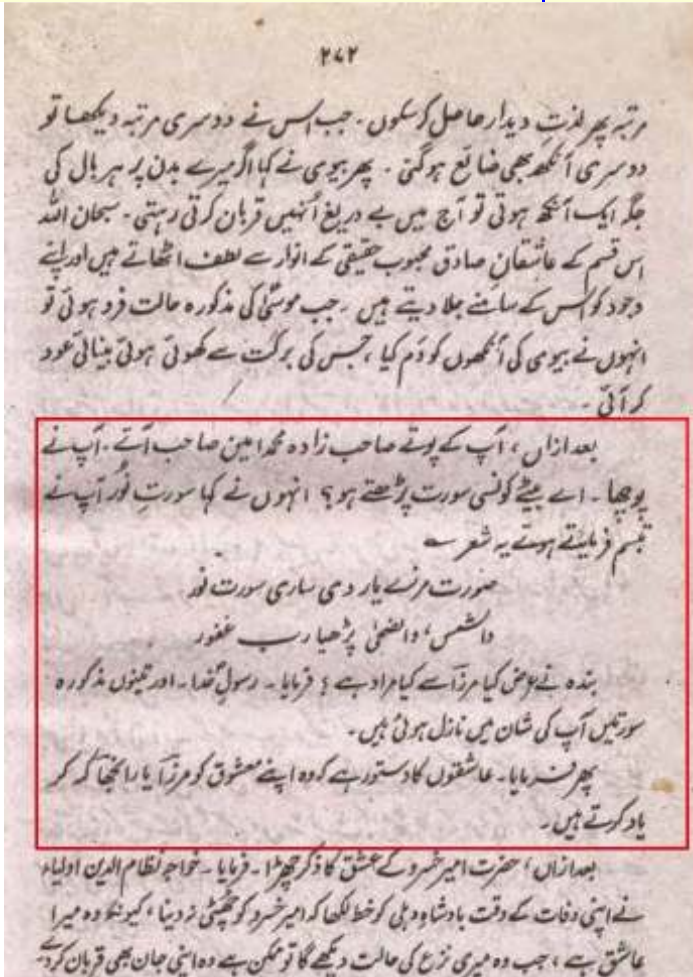 ۲۷۲
مرتبہ پھر لذتِ دیدار حاصل کر سکوں۔ جب اس نے دوسری مرتبہ دیکھا تو
دوسری آنکھ بھی ضائع ہوگئی۔ پھر بیوی نے کہا اگر میرے بدن پر ہر بال کی
جگہ ایک آنکھ ہوتی تو آج میں بے دریغ انہیں قربان کرتی رہتی۔ سبحان اللہ
اس قسم کے عاشقانِ صادق محبوب حقیقی کے انوار سے لطف اٹھاتے ہیں اور اپنے
وجود کو اس کے سامنے جلا دیتے ہیں۔ جب موسیٰؑ کی مذکورہ حالت فرد ہوئی تو
انہوں نے بیوی کی آنکھوں کو دَم کیا، جس کی برکت سے کھوئی ہوئی بینائی عود
کر آئی۔
بعد ازاں، آپ کے پوتے صاحب زادہ محمد امین صاحب آئے۔ آپ نے
پوچھا۔ اے بیٹے کونسی سورت پڑھتے ہو؟ انہوں نے کہا سورتِ نُور آپ نے
تبسم فرماتے ہوئے یہ شعر ؎
صورت مرزے یار دی ساری سورت نور
والشمس، والضحیٰ پڑھیا رب غفور
بندہ نے عرض کیا مرزا سے کیا مراد ہے؟ فرمایا۔ رسولِ خدا۔ اور تینوں مذکورہ
سورتیں آپ کی شان میں نازل ہوئی ہیں۔
پھر فرمایا۔ عاشقوں کا دستور ہے کہ وہ اپنے معشوق کو مرزا یا رانجھا کہہ کر
یاد کرتے ہیں۔
بعد ازاں، حضرت امیر خسرو کے عشق کا ذکر چھڑا۔ فرمایا۔ خواجہ نظام الدین اولیاء
نے اپنی وفات کے وقت بادشاہِ دہلی کو خط لکھا کہ امیر خسرو کو چھٹی نہ دینا، کیونکہ وہ میرا
عاشق ہے، جب وہ میری نزع کی حالت دیکھے گا تو ممکن ہے وہ اپنی جان بھی قربان کردے